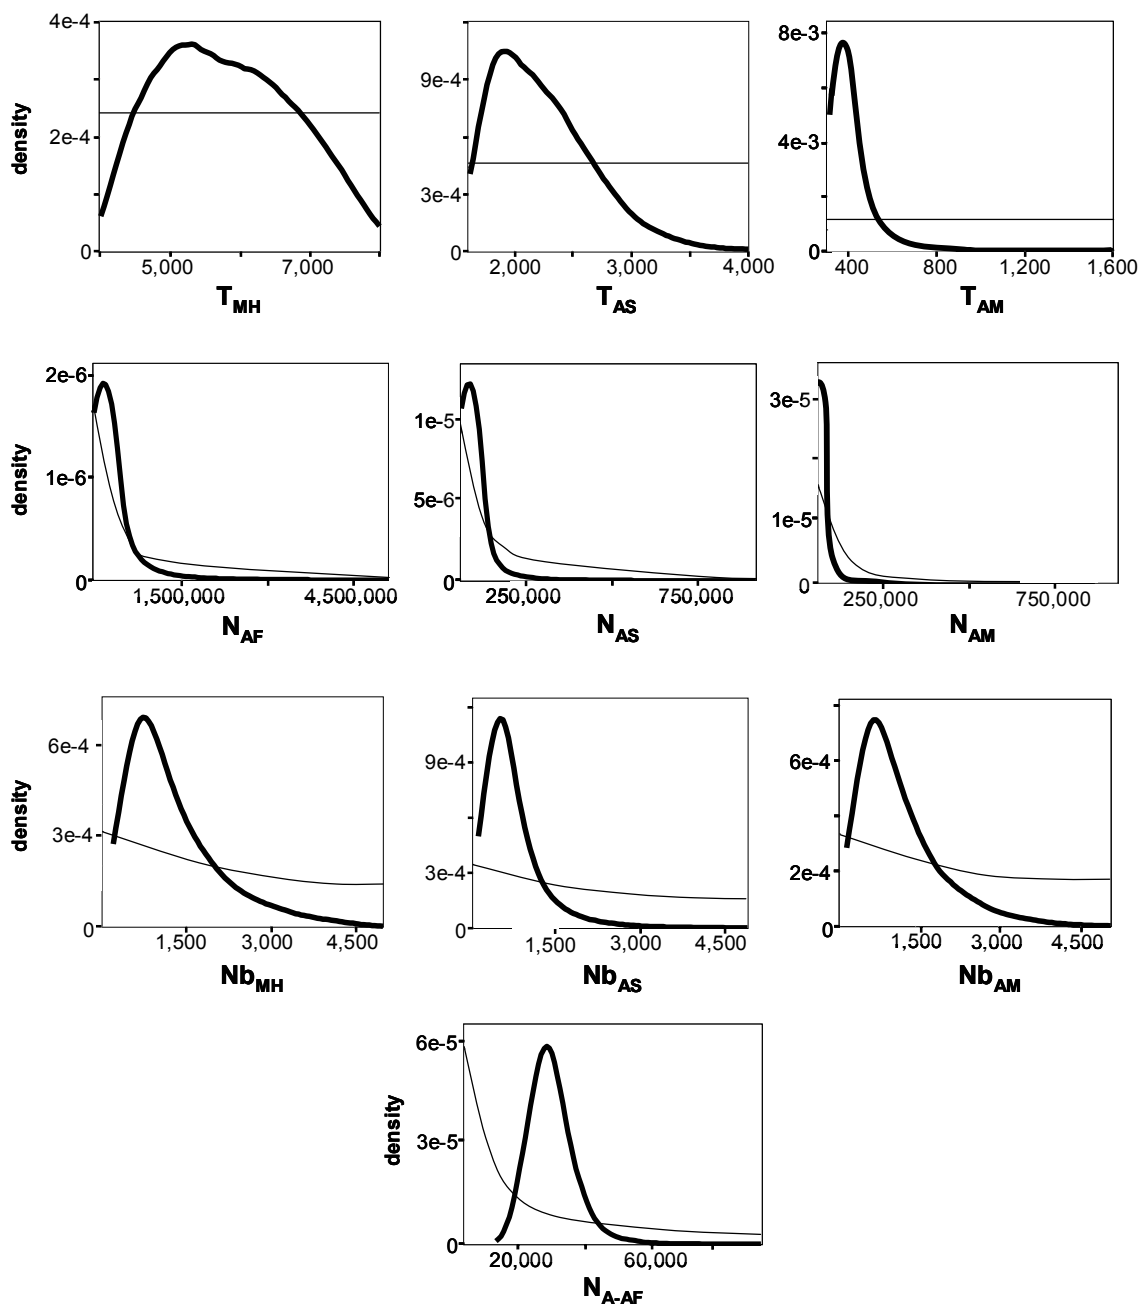 4e-4
2e-4
0
density
5,000
7,000
T_MH
9e-4
3e-4
0
2,000
3,000
4,000
T_AS
8e-3
4e-3
0
400
800
1,200
1,600
T_AM
2e-6
1e-6
0
density
1,500,000
4,500,000
N_AF
1e-5
5e-6
0
250,000
750,000
N_AS
3e-5
1e-5
0
250,000
750,000
N_AM
6e-4
3e-4
0
density
1,500
3,000
4,500
Nb_MH
9e-4
3e-4
0
1,500
3,000
4,500
Nb_AS
6e-4
2e-4
0
1,500
3,000
4,500
Nb_AM
6e-5
3e-5
0
density
20,000
60,000
N_A-AF